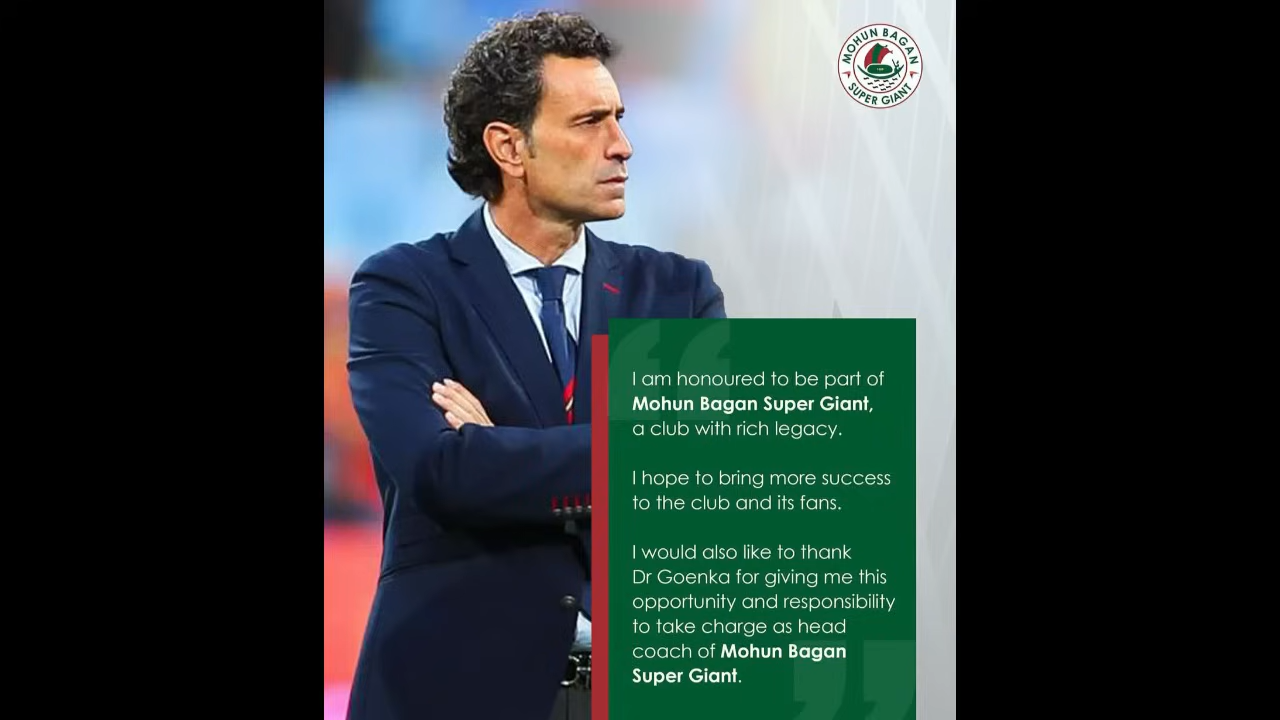 MOHUN BAGAN
SUPER GIANT
I am honoured to be part of
Mohun Bagan Super Giant,
a club with rich legacy.
I hope to bring more success
to the club and its fans.
I would also like to thank
Dr Goenka for giving me this
opportunity and responsibility
to take charge as head
coach of Mohun Bagan
Super Giant.